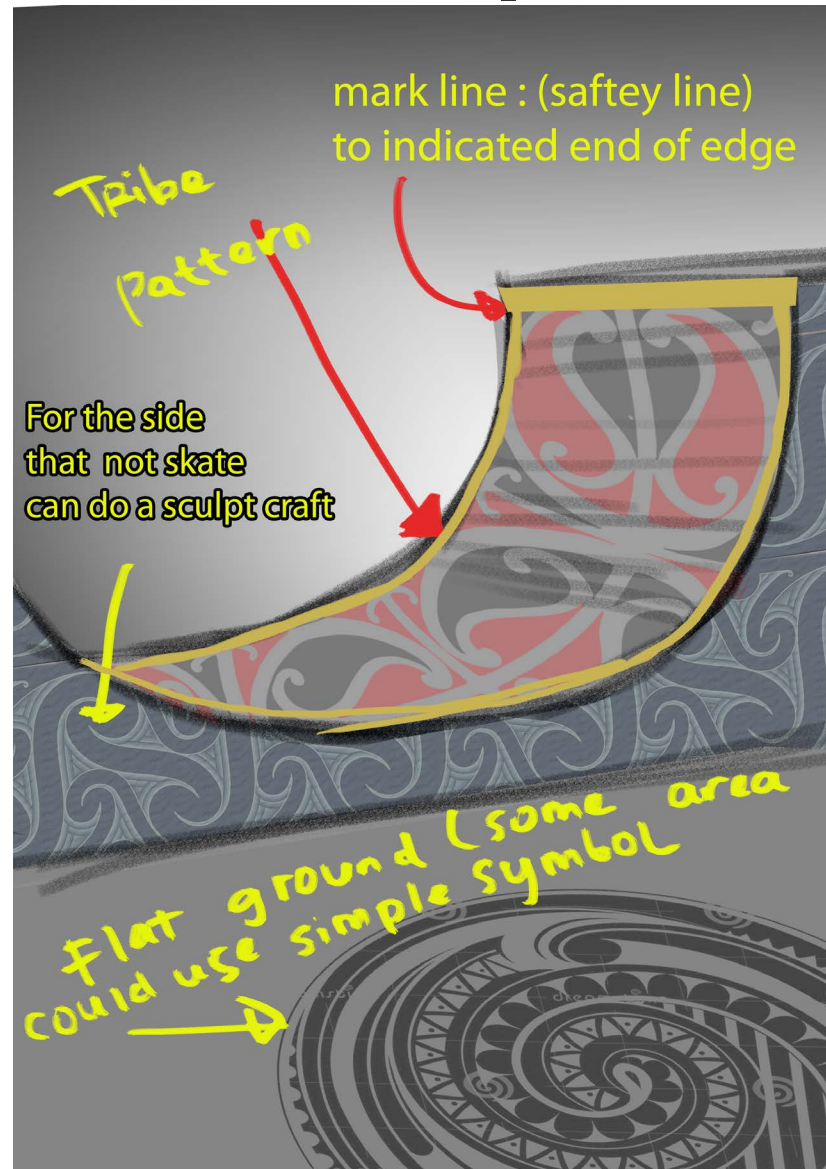 mark line : (saftey line)
to indicated end of edge
Tribe
pattern
For the side
that not skate
can do a sculpt craft
Flat ground (some area
could use simple symbol